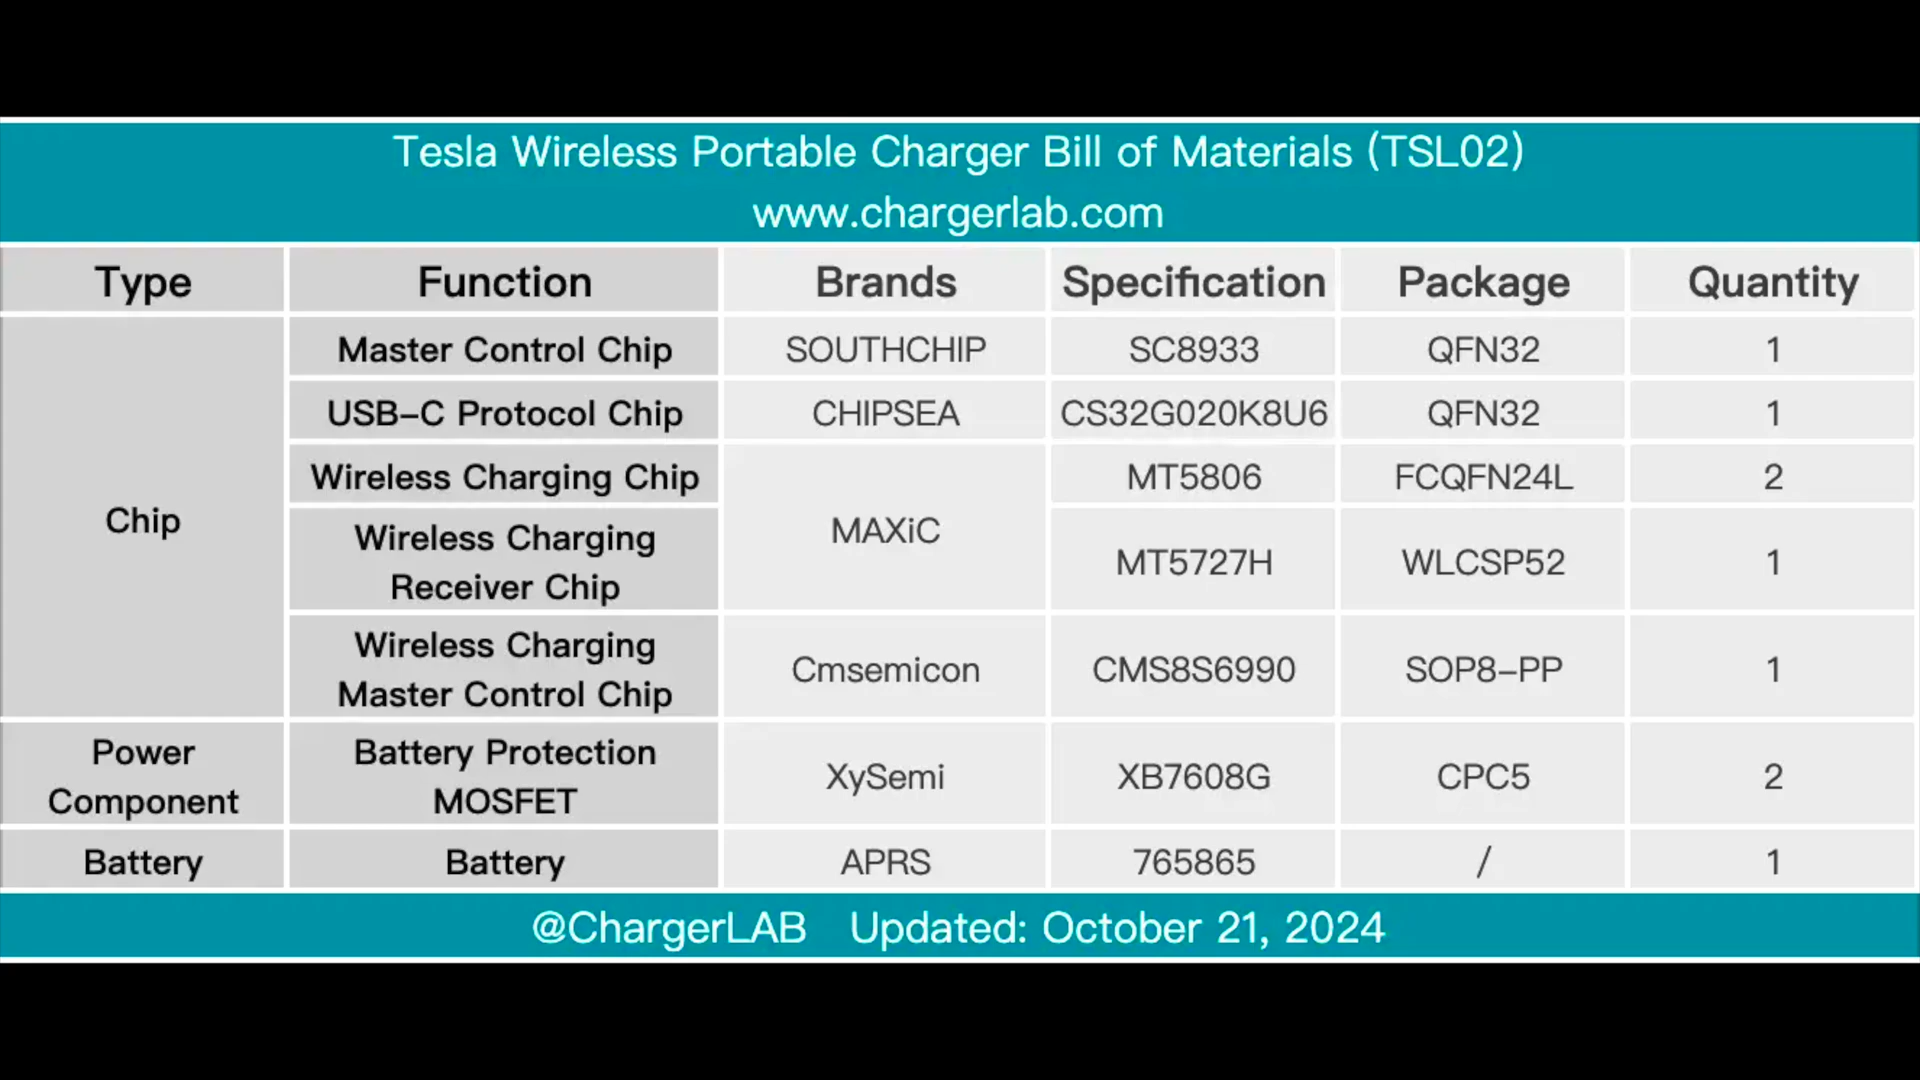 Tesla Wireless Portable Charger Bill of Materials (TSL02)
www.chargerlab.com
Type Function Brands Specification Package Quantity
Chip
Master Control Chip SOUTHCHIP SC8933 QFN32 1
USB-C Protocol Chip CHIPSEA CS32G020K8U6 QFN32 1
Wireless Charging Chip MAXiC MT5806 FCQFN24L 2
Wireless Charging
Receiver Chip MT5727H WLCSP52 1
Wireless Charging
Master Control Chip Cmsemicon CMS8S6990 SOP8-PP 1
Power
Component
Battery Protection
MOSFET XySemi XB7608G CPC5 2
Battery Battery APRS 765865 / 1
@ChargerLAB Updated: October 21, 2024